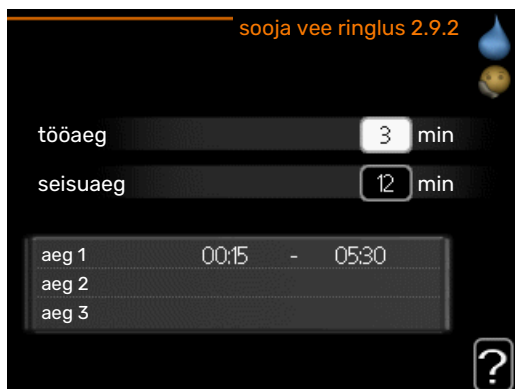 sooja vee ringlus 2.9.2
tööaeg 3 min
seisuaeg 12 min
aeg 1 00:15 - 05:30
aeg 2
aeg 3
?